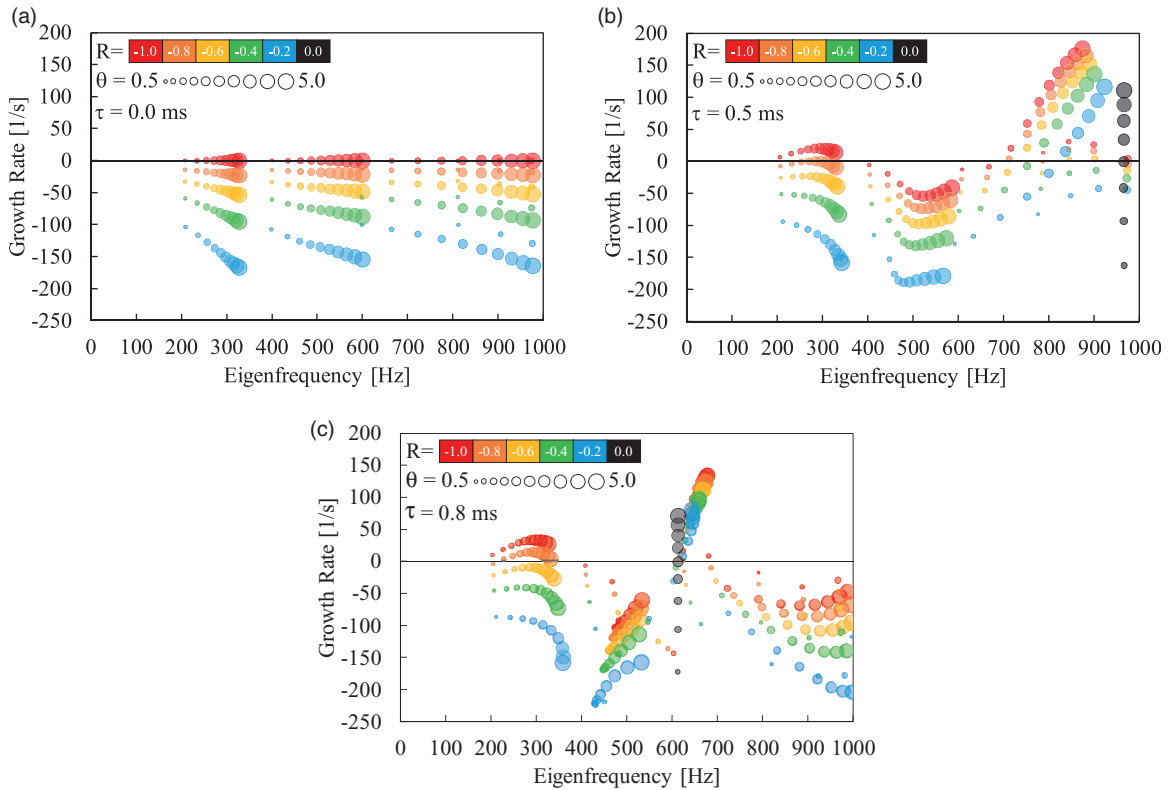 (a)
200
150
100
50
0
-50
-100
-150
-200
-250
Growth Rate [1/s]
R= -1.0 -0.8 -0.6 -0.4 -0.2 0.0
θ = 0.5 5.0
τ = 0.0 ms
0 100 200 300 400 500 600 700 800 900 1000
Eigenfrequency [Hz]
(b)
200
150
100
50
0
-50
-100
-150
-200
-250
Growth Rate [1/s]
R= -1.0 -0.8 -0.6 -0.4 -0.2 0.0
θ = 0.5 5.0
τ = 0.5 ms
0 100 200 300 400 500 600 700 800 900 1000
Eigenfrequency [Hz]
(c)
200
150
100
50
0
-50
-100
-150
-200
-250
Growth Rate [1/s]
R= -1.0 -0.8 -0.6 -0.4 -0.2 0.0
θ = 0.5 5.0
τ = 0.8 ms
0 100 200 300 400 500 600 700 800 900 1000
Eigenfrequency [Hz]